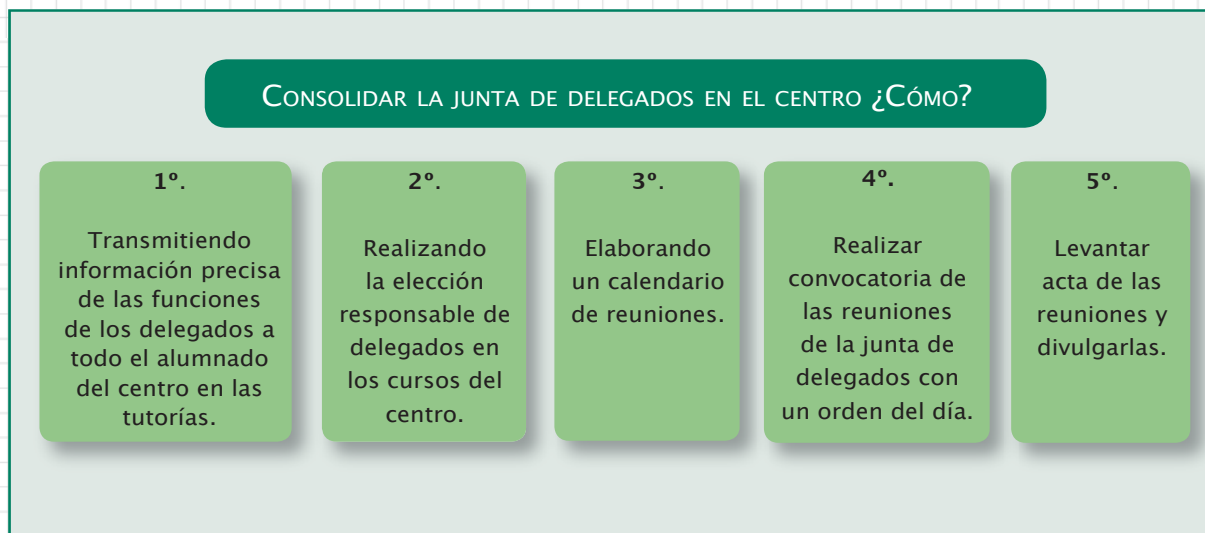 Consolidar la junta de delegados en el centro ¿Cómo?
1º.
Transmitiendo
información precisa
de las funciones
de los delegados a
todo el alumnado
del centro en las
tutorías.
2º.
Realizando
la elección
responsable de
delegados en
los cursos del
centro.
3º.
Elaborando
un calendario
de reuniones.
4º.
Realizar
convocatoria de
las reuniones
de la junta de
delegados con
un orden del día.
5º.
Levantar
acta de las
reuniones y
divulgarlas.